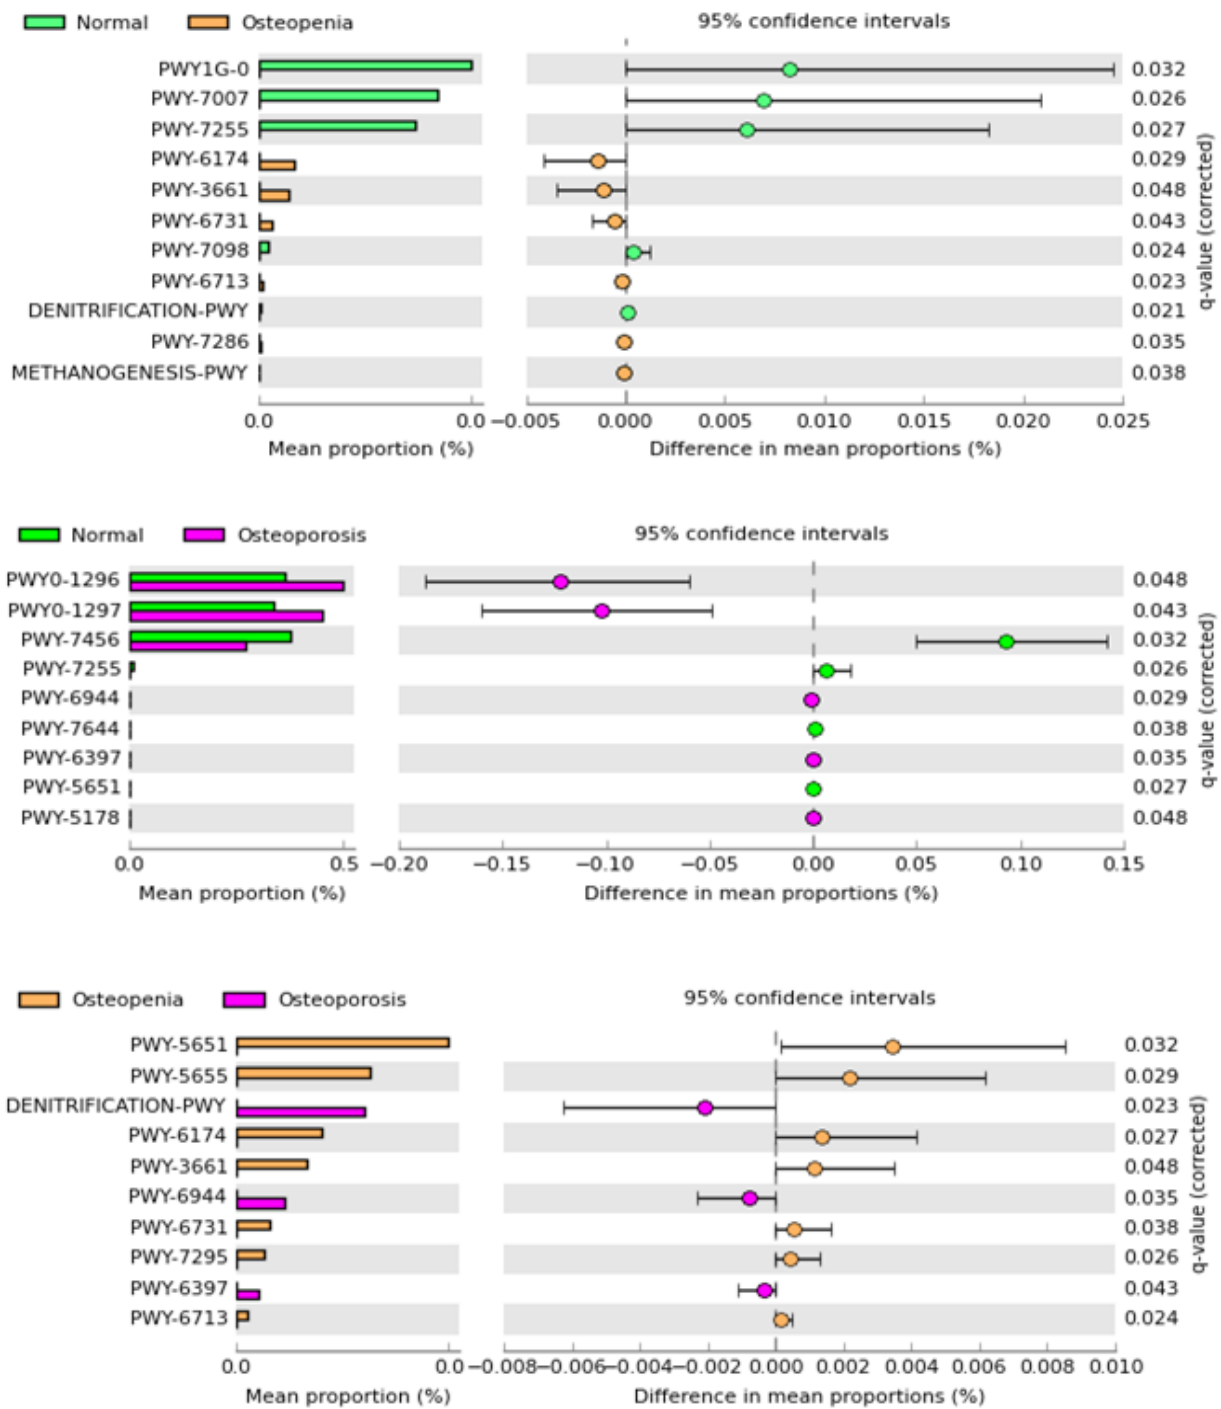 Normal Osteopenia 95% confidence intervals
PWY1G-0 0.032
PWY-7007 0.026
PWY-7255 0.027
PWY-6174 0.029
PWY-3661 0.048
PWY-6731 0.043
PWY-7098 0.024
PWY-6713 0.023
DENITRIFICATION-PWY 0.021
PWY-7286 0.035
METHANOGENESIS-PWY 0.038
q-value (corrected)
0.0 0.0 −0.005 0.000 0.005 0.010 0.015 0.020 0.025
Mean proportion (%) Difference in mean proportions (%)
Normal Osteoporosis 95% confidence intervals
PWY0-1296 0.048
PWY0-1297 0.043
PWY-7456 0.032
PWY-7255 0.026
PWY-6944 0.029
PWY-7644 0.038
PWY-6397 0.035
PWY-5651 0.027
PWY-5178 0.048
q-value (corrected)
0.0 0.5 −0.20 −0.15 −0.10 −0.05 0.00 0.05 0.10 0.15
Mean proportion (%) Difference in mean proportions (%)
Osteopenia Osteoporosis 95% confidence intervals
PWY-5651 0.032
PWY-5655 0.029
DENITRIFICATION-PWY 0.023
PWY-6174 0.027
PWY-3661 0.048
PWY-6944 0.035
PWY-6731 0.038
PWY-7295 0.026
PWY-6397 0.043
PWY-6713 0.024
q-value (corrected)
0.0 0.0 −0.008 −0.006 −0.004 −0.002 0.000 0.002 0.004 0.006 0.008 0.010
Mean proportion (%) Difference in mean proportions (%)